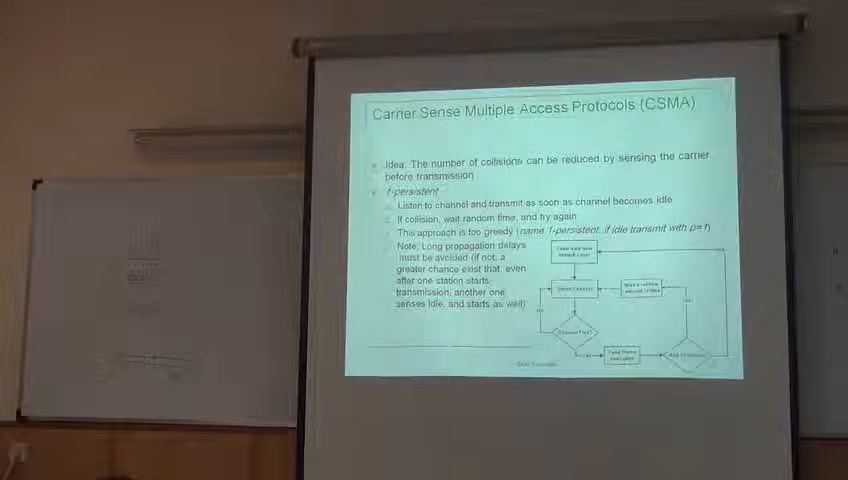 Carrier Sense Multiple Access Protocols (CSMA)
Idea: The number of collisions can be reduced by sensing the carrier
before transmission
1-persistent
Listen to channel and transmit as soon as channel becomes idle
If collision, wait random time, and try again
This approach is too greedy (name 1-persistent: if idle transmit with p=1)
Note: Long propagation delays
must be avoided (if not, a
greater chance exist that, even
after one station starts
transmission, another one
senses idle, and starts as well)